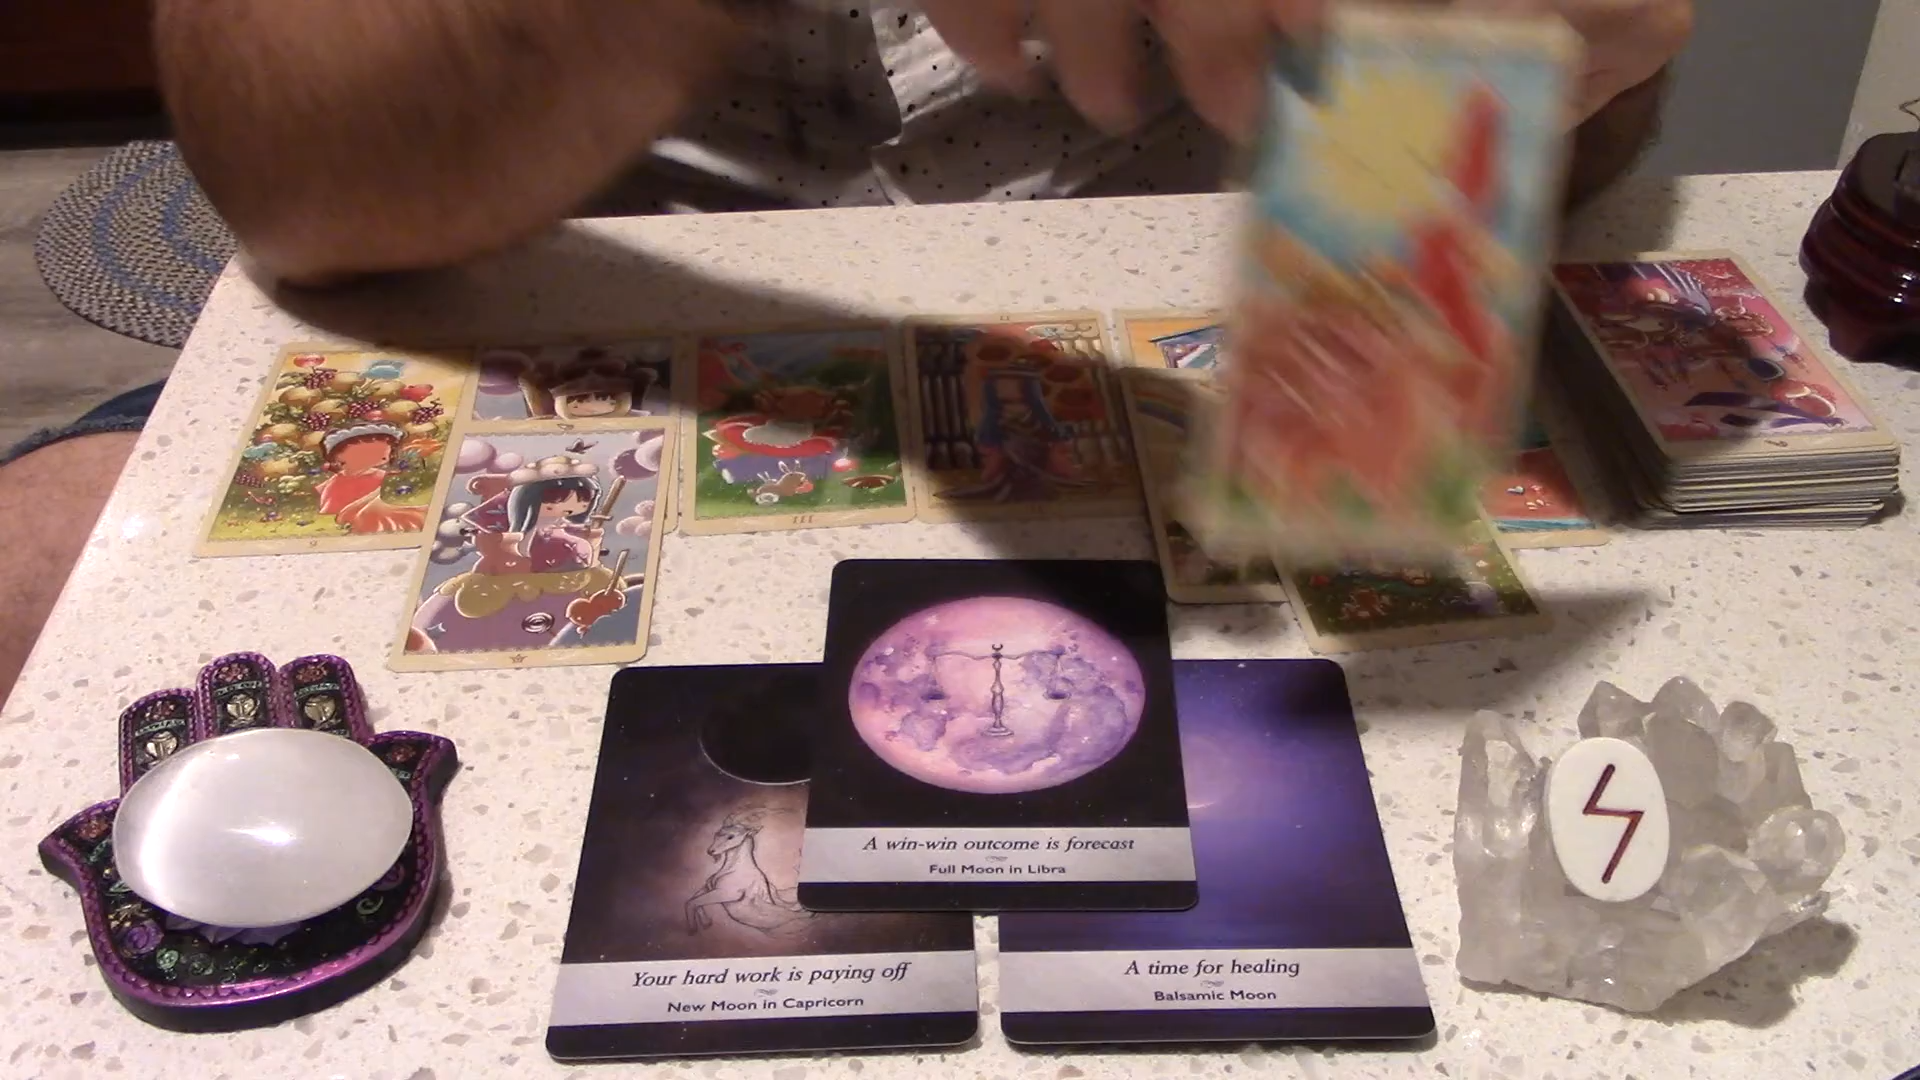 III
A win-win outcome is forecast
Full Moon in Libra
Your hard work is paying off
New Moon in Capricorn
A time for healing
Balsamic Moon